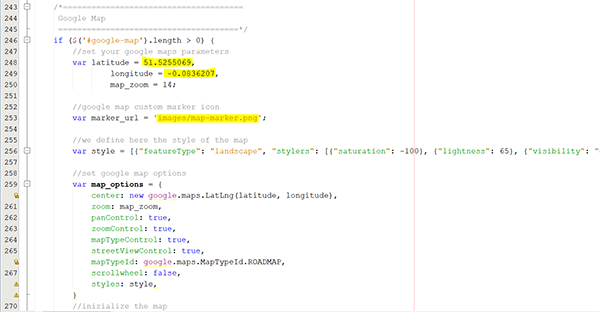 243 /*=====================================
244 Google Map
245 =====================================*/
246 if ($('#google-map').length > 0) {
247 //set your google maps parameters
248 var latitude = 51.5255069,
249 longitude = -0.0836207,
250 map_zoom = 14;
251
252 //google map custom marker icon
253 var marker_url = 'images/map-marker.png';
254
255 //we define here the style of the map
256 var style = [{"featureType": "landscape", "stylers": [{"saturation": -100}, {"lightness": 65}, {"visibility": "
257
258 //set google map options
259 var map_options = {
center: new google.maps.LatLng(latitude, longitude),
261 zoom: map_zoom,
262 panControl: true,
263 zoomControl: true,
264 mapTypeControl: true,
265 streetViewControl: true,
mapTypeId: google.maps.MapTypeId.ROADMAP,
267 scrollwheel: false,
styles: style,
}
270 //inizialize the map